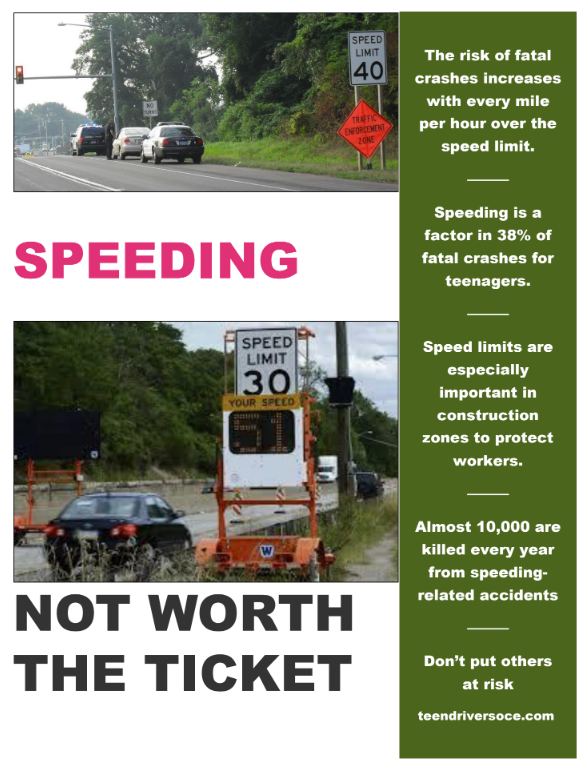 SPEED
LIMIT
40
NO
TURNS
TRAFFIC
ENFORCEMENT
ZONE
SPEEDING
SPEED
LIMIT
30
YOUR SPEED
W
NOT WORTH
THE TICKET
The risk of fatal
crashes increases
with every mile
per hour over the
speed limit.
Speeding is a
factor in 38% of
fatal crashes for
teenagers.
Speed limits are
especially
important in
construction
zones to protect
workers.
Almost 10,000 are
killed every year
from speeding-
related accidents
Don’t put others
at risk
teendriversoce.com